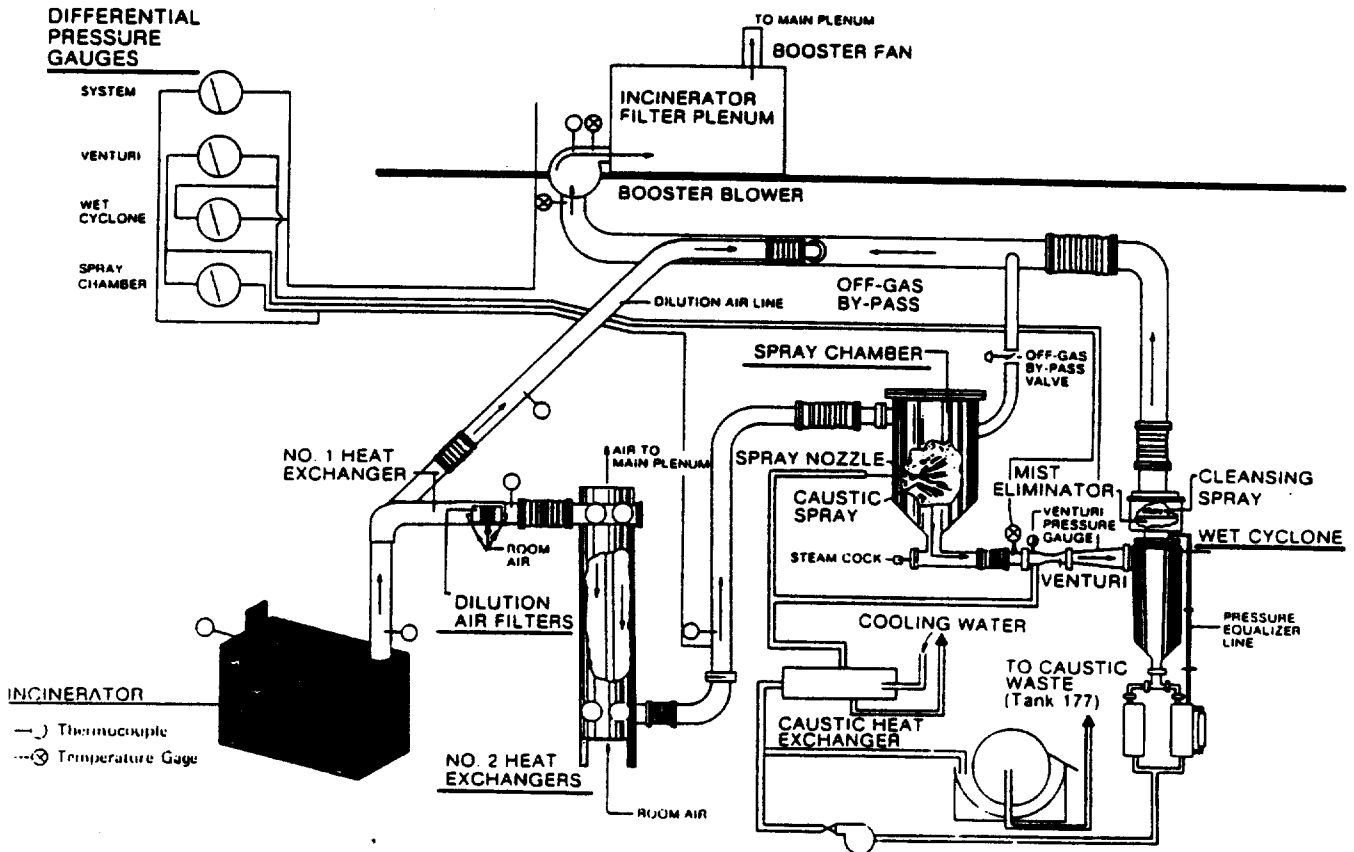 DIFFERENTIAL
PRESSURE
GAUGES
SYSTEM
VENTURI
WET
CYCLONE
SPRAY
CHAMBER
TO MAIN PLENUM
BOOSTER FAN
INCINERATOR
FILTER PLENUM
BOOSTER BLOWER
OFF-GAS
BY-PASS
DILUTION AIR LINE
SPRAY CHAMBER
OFF-GAS
BY-PASS
VALVE
NO. 1 HEAT
EXCHANGER
AIR TO
MAIN PLENUM
SPRAY NOZZLE
CAUSTIC
SPRAY
MIST
ELIMINATOR
CLEANSING
SPRAY
VENTURI
PRESSURE
GAUGE
WET CYCLONE
ROOM
AIR
STEAM COCK
VENTURI
DILUTION
AIR FILTERS
COOLING WATER
PRESSURE
EQUALIZER
LINE
TO CAUSTIC
WASTE
(Tank 177)
INCINERATOR
Thermocouple
Temperature Gage
CAUSTIC HEAT
EXCHANGER
NO. 2 HEAT
EXCHANGERS
ROOM AIR